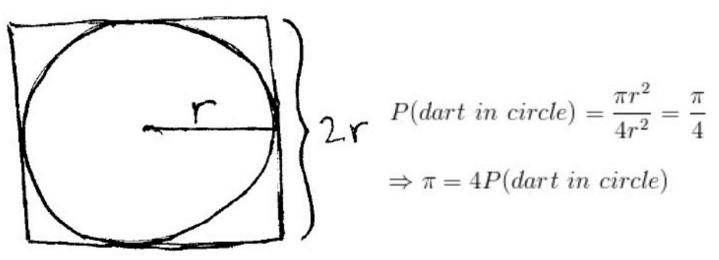 r
2r
P(dart in circle) = πr²/4r² = π/4
⇒ π = 4P(dart in circle)